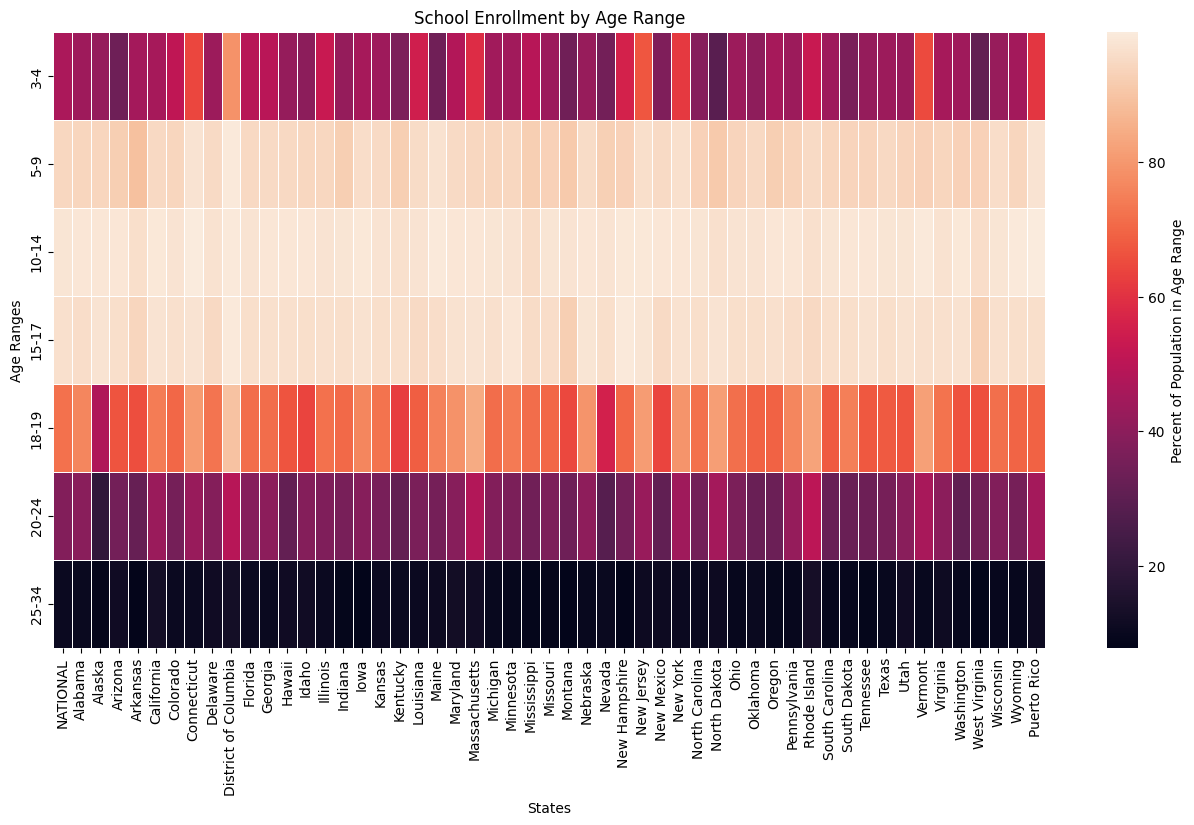 School Enrollment by Age Range
Age Ranges
3-4
5-9
10-14
15-17
18-19
20-24
25-34
NATIONAL
Alabama
Alaska
Arizona
Arkansas
California
Colorado
Connecticut
Delaware
District of Columbia
Florida
Georgia
Hawaii
Idaho
Illinois
Indiana
Iowa
Kansas
Kentucky
Louisiana
Maine
Maryland
Massachusetts
Michigan
Minnesota
Mississippi
Missouri
Montana
Nebraska
Nevada
New Hampshire
New Jersey
New Mexico
New York
North Carolina
North Dakota
Ohio
Oklahoma
Oregon
Pennsylvania
Rhode Island
South Carolina
South Dakota
Tennessee
Texas
Utah
Vermont
Virginia
Washington
West Virginia
Wisconsin
Wyoming
Puerto Rico
States
80
60
40
20
Percent of Population in Age Range